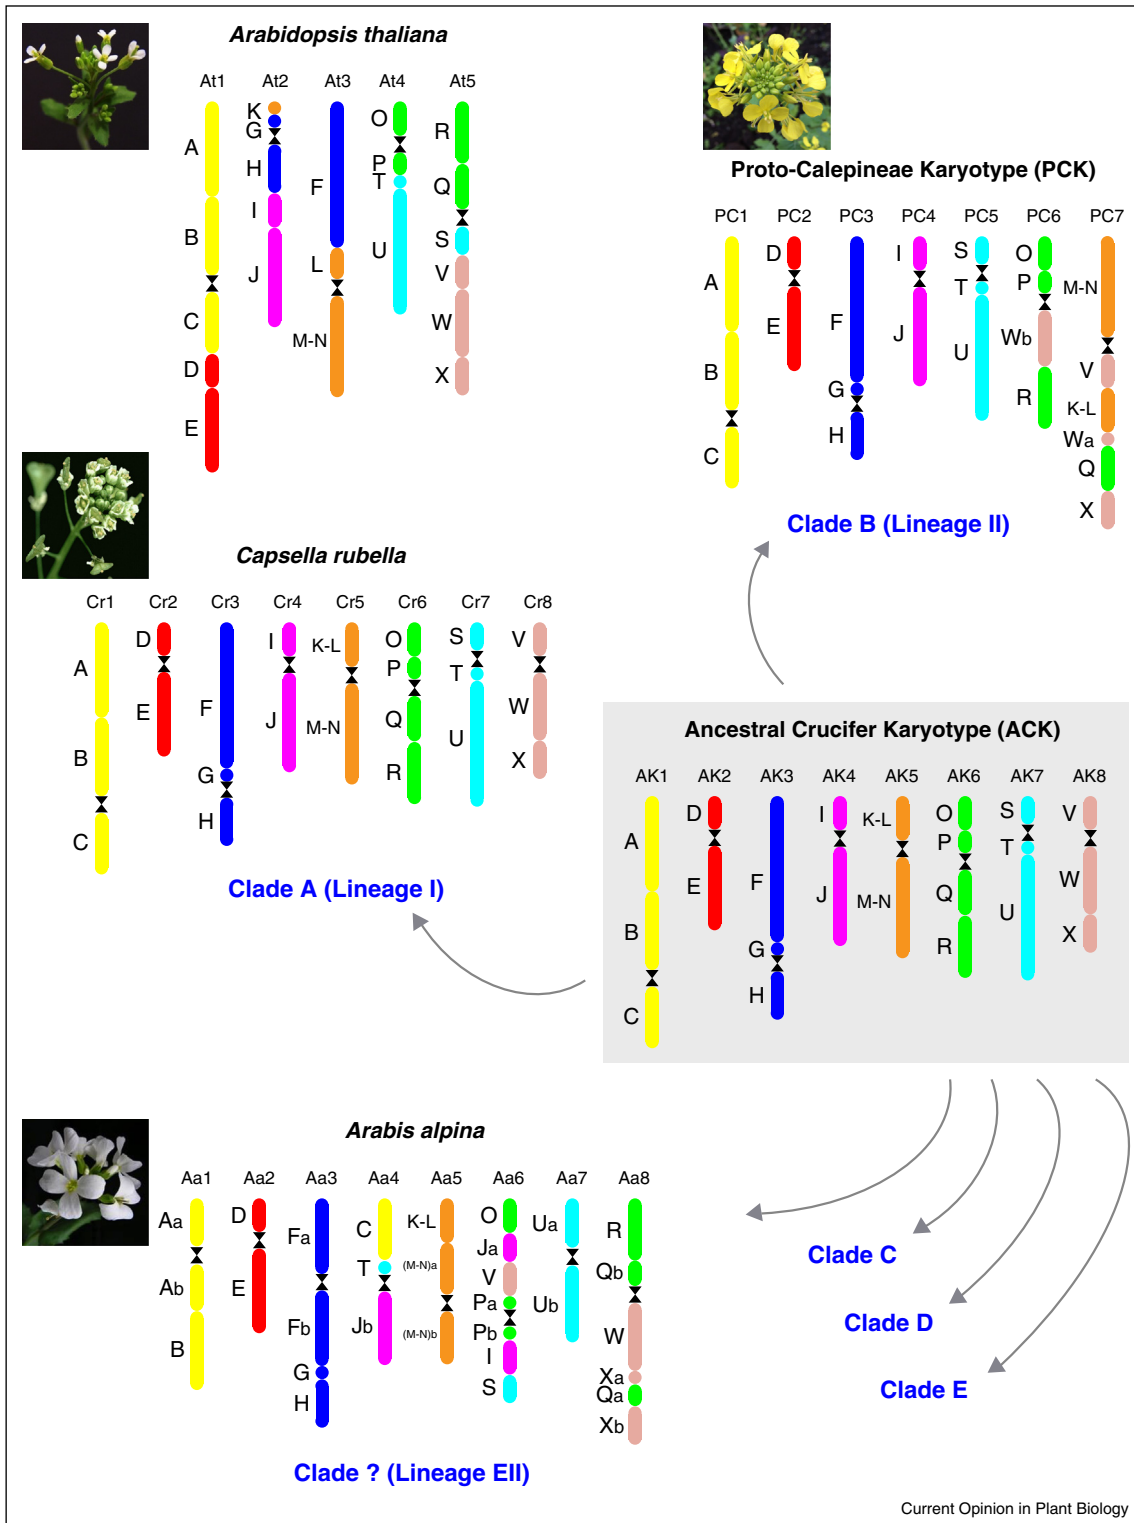 Arabidopsis thaliana
At1 At2 At3 At4 At5
A
B
C
D
E
K
G
H
I
J
F
L
M-N
O
P
T
U
R
Q
S
V
W
X
Proto-Calepineae Karyotype (PCK)
PC1 PC2 PC3 PC4 PC5 PC6 PC7
A
B
C
D
E
F
G
H
I
J
S
T
U
O
P
Wb
R
M-N
V
K-L
Wa
Q
X
Clade B (Lineage II)
Capsella rubella
Cr1 Cr2 Cr3 Cr4 Cr5 Cr6 Cr7 Cr8
A
B
C
D
E
F
G
H
I
J
K-L
M-N
O
P
Q
R
S
T
U
V
W
X
Clade A (Lineage I)
Ancestral Crucifer Karyotype (ACK)
AK1 AK2 AK3 AK4 AK5 AK6 AK7 AK8
A
B
C
D
E
F
G
H
I
J
K-L
M-N
O
P
Q
R
S
T
U
V
W
X
Arabis alpina
Aa1 Aa2 Aa3 Aa4 Aa5 Aa6 Aa7 Aa8
Aa
Ab
B
D
E
Fa
Fb
G
H
C
T
Jb
K-L
(M-N)a
(M-N)b
O
Ja
V
Pa
Pb
I
S
Ua
Ub
R
Qb
W
Xa
Qa
Xb
Clade ? (Lineage EII)
Clade C
Clade D
Clade E
Current Opinion in Plant Biology